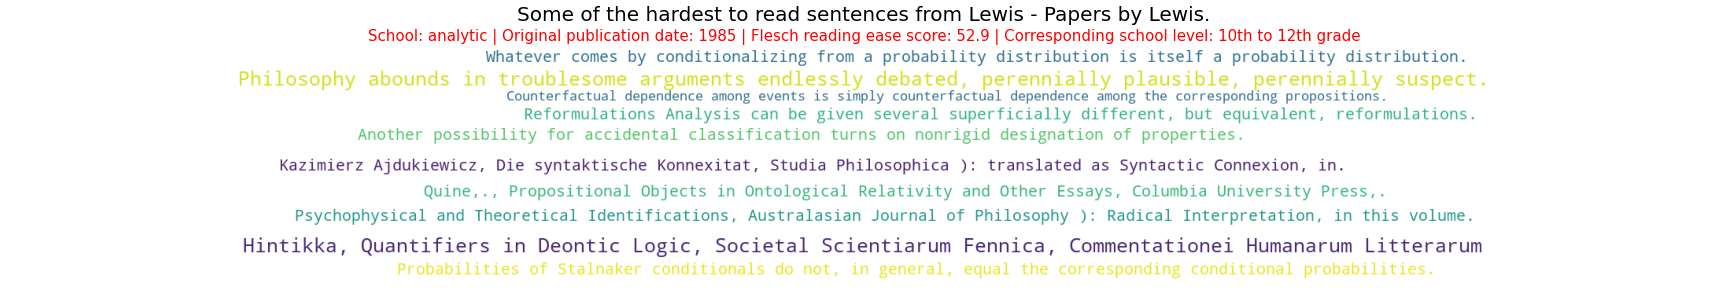 Some of the hardest to read sentences from Lewis - Papers by Lewis.
School: analytic | Original publication date: 1985 | Flesch reading ease score: 52.9 | Corresponding school level: 10th to 12th grade
Whatever comes by conditionalizing from a probability distribution is itself a probability distribution.
Philosophy abounds in troublesome arguments endlessly debated, perennially plausible, perennially suspect.
Counterfactual dependence among events is simply counterfactual dependence among the corresponding propositions.
Reformulations Analysis can be given several superficially different, but equivalent, reformulations.
Another possibility for accidental classification turns on nonrigid designation of properties.
Kazimierz Ajdukiewicz, Die syntaktische Konnexitat, Studia Philosophica ): translated as Syntactic Connexion, in.
Quine,., Propositional Objects in Ontological Relativity and Other Essays, Columbia University Press,.
Psychophysical and Theoretical Identifications, Australasian Journal of Philosophy ): Radical Interpretation, in this volume.
Hintikka, Quantifiers in Deontic Logic, Societal Scientiarum Fennica, Commentationei Humanarum Litterarum
Probabilities of Stalnaker conditionals do not, in general, equal the corresponding conditional probabilities.